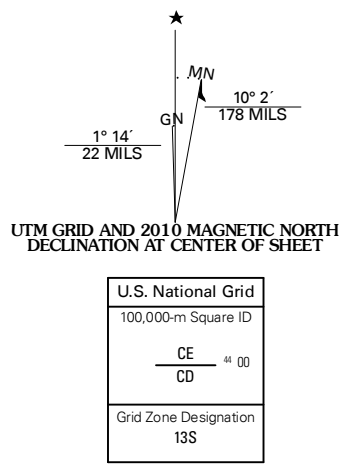 ★
MN
GN
10° 2´
178 MILS
1° 14´
22 MILS
UTM GRID AND 2010 MAGNETIC NORTH
DECLINATION AT CENTER OF SHEET
U.S. National Grid
100,000-m Square ID
CE
44 00
CD
Grid Zone Designation
13S